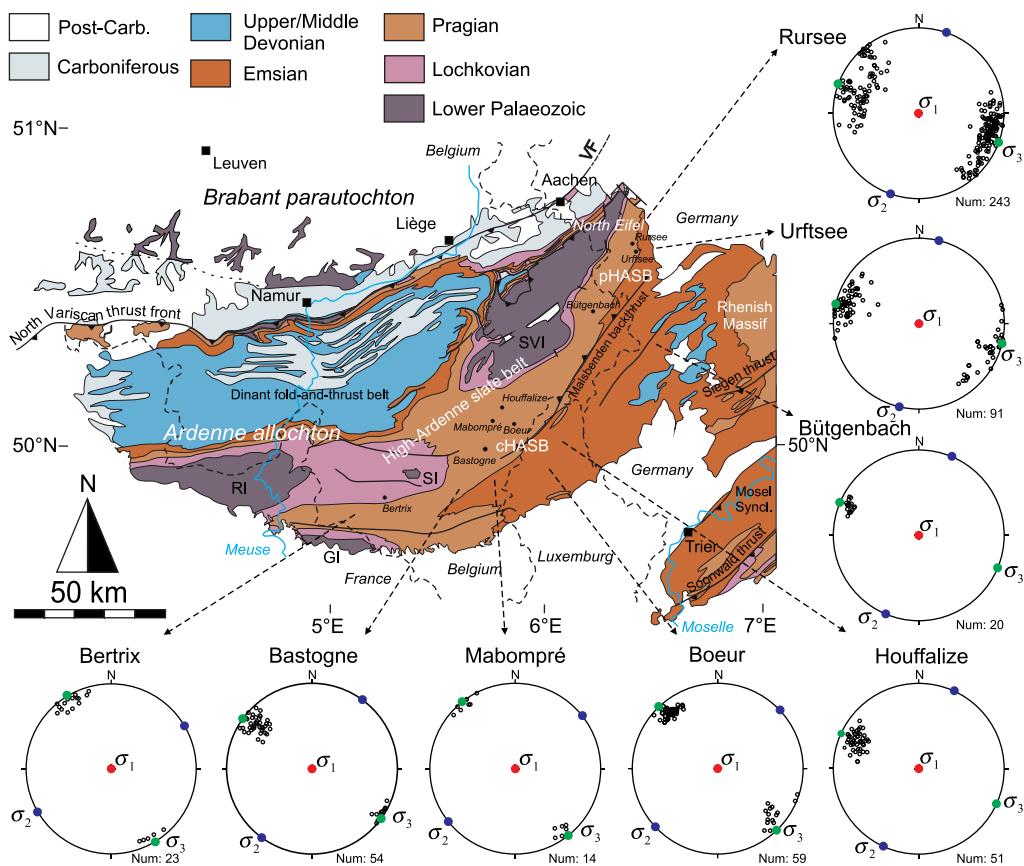 Post-Carb.
Carboniferous
Upper/Middle
Devonian
Emsian
Pragian
Lochkovian
Lower Palaeozoic
51°N
Leuven
Belgium
VF
Aachen
Brabant parautochton
Liège
North Eifel
Germany
Rursee
Urftsee
pHASB
Namur
Bütgenbach
Rhenish
Massif
North Variscan thrust front
SVI
Malsbenden backthrust
Siegen thrust
Dinant fold-and-thrust belt
High-Ardenne slate belt
Houffalize
Mabompré
Boeur
50°N
Ardenne allochton
cHASB
50°N
Bastogne
Germany
RI
SI
Mosel
Syncl.
Bertrix
N
Meuse
Trier
GI
Luxemburg
Soonwald thrust
France
Belgium
50 km
5°E
6°E
Moselle
7°E
Rursee
N
σ1
σ3
σ2
Num: 243
Urftsee
N
σ1
σ3
σ2
Num: 91
Bütgenbach
N
σ1
σ3
σ2
Num: 20
Bertrix
N
σ1
σ2
σ3
Num: 23
Bastogne
N
σ1
σ3
σ2
Num: 54
Mabompré
N
σ1
σ2
σ3
Num: 14
Boeur
N
σ1
σ2
σ3
Num: 59
Houffalize
N
σ1
σ3
σ2
Num: 51